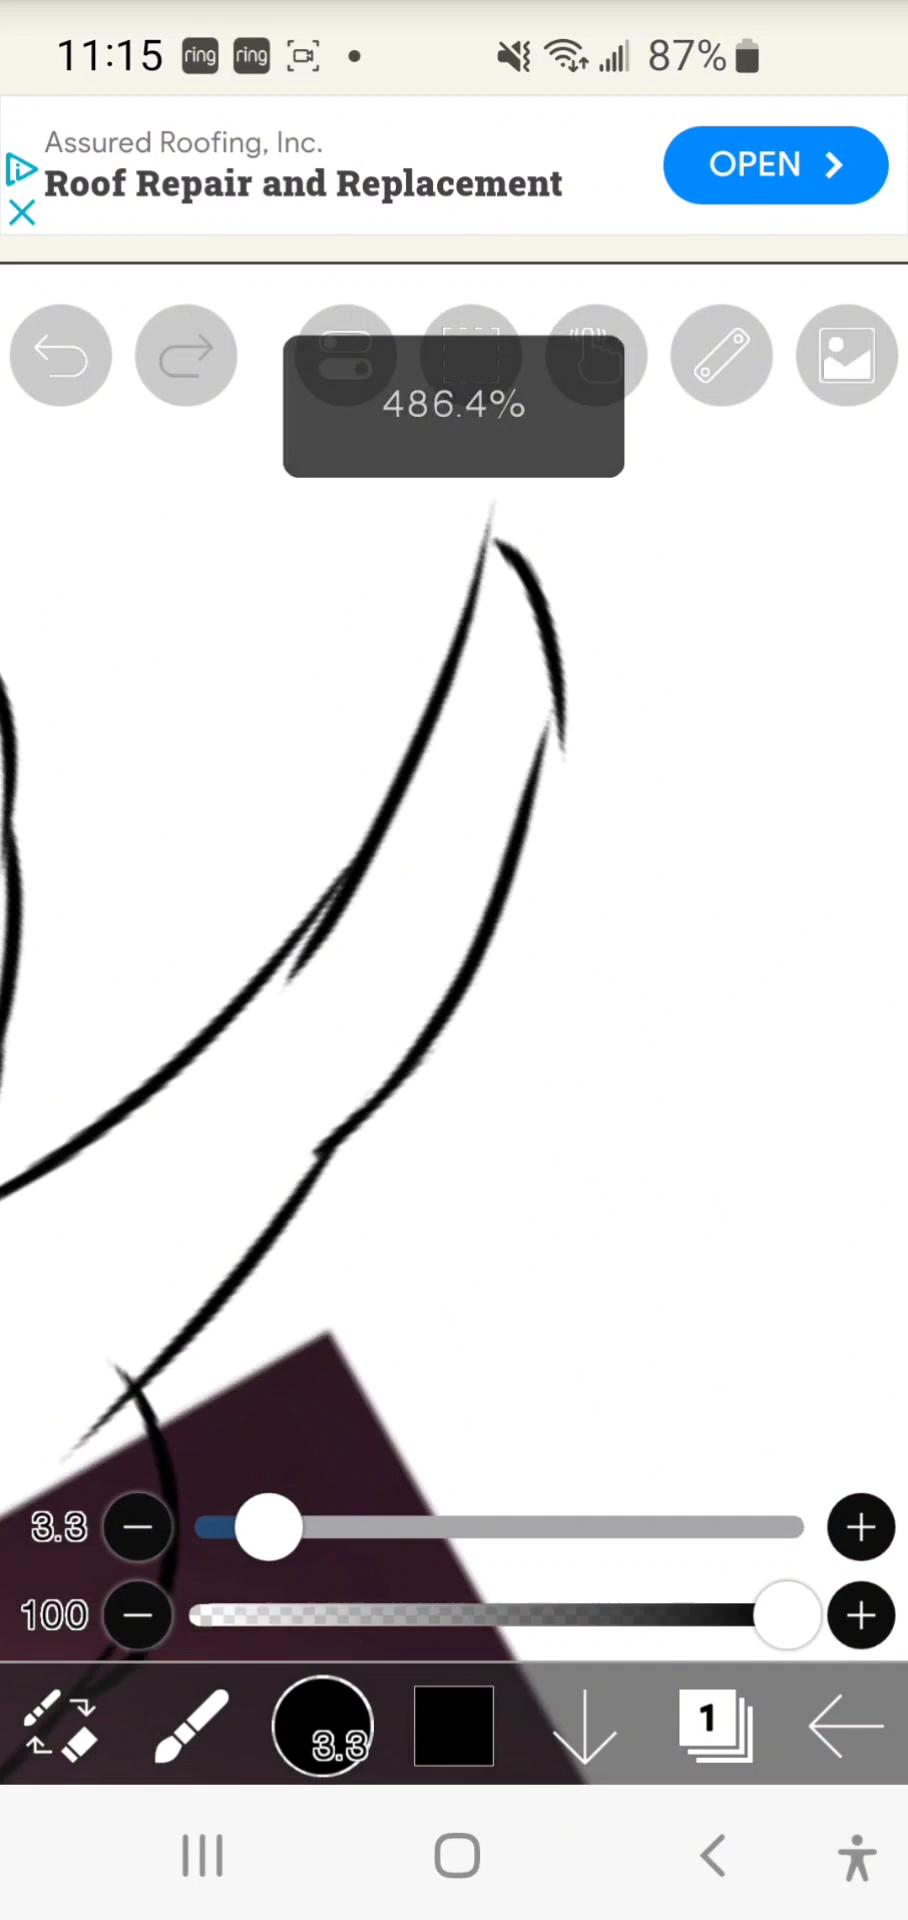 11:15 ring ring 87%
Assured Roofing, Inc.
Roof Repair and Replacement
OPEN
486.4%
3.3
100
3.3
1